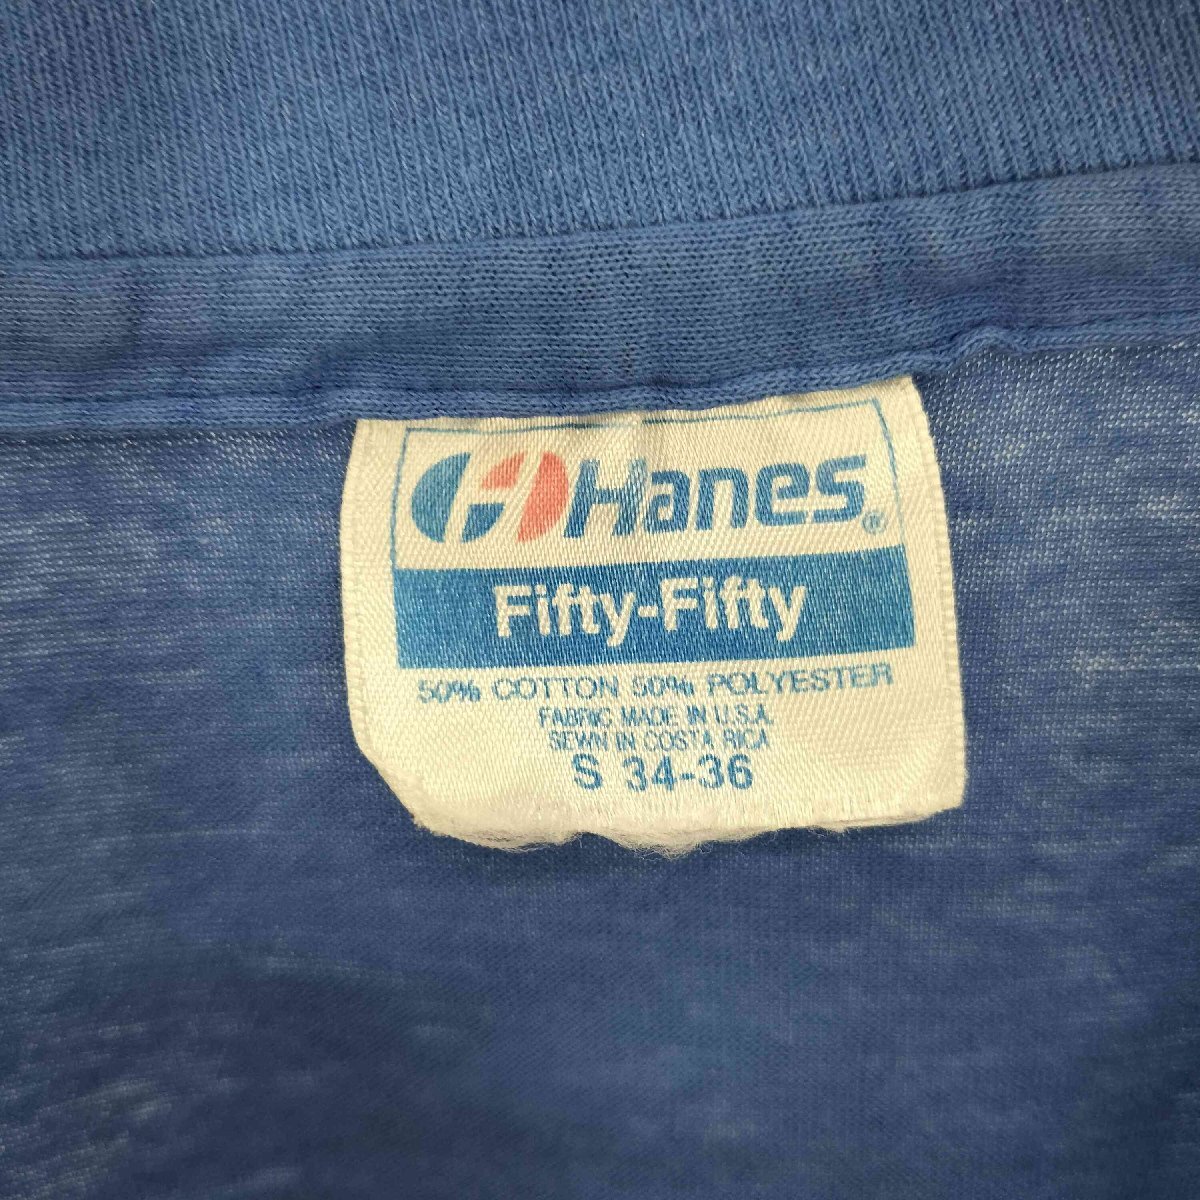 Hanes®
Fifty-Fifty
50% COTTON 50% POLYESTER
FABRIC MADE IN U.S.A.
SEWN IN COSTA RICA
S 34-36